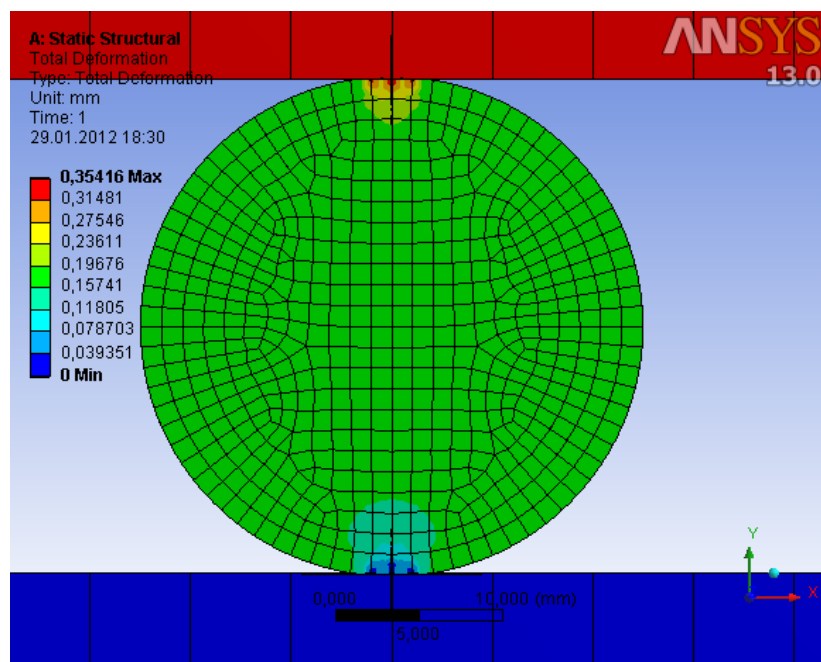 A: Static Structural
Total Deformation
Type: Total Deformation
Unit: mm
Time: 1
29.01.2012 18:30
0,35416 Max
0,31481
0,27546
0,23611
0,19676
0,15741
0,11805
0,078703
0,039351
0 Min
ANSYS
13.0
0,000
10,000 (mm)
5,000
Y
X